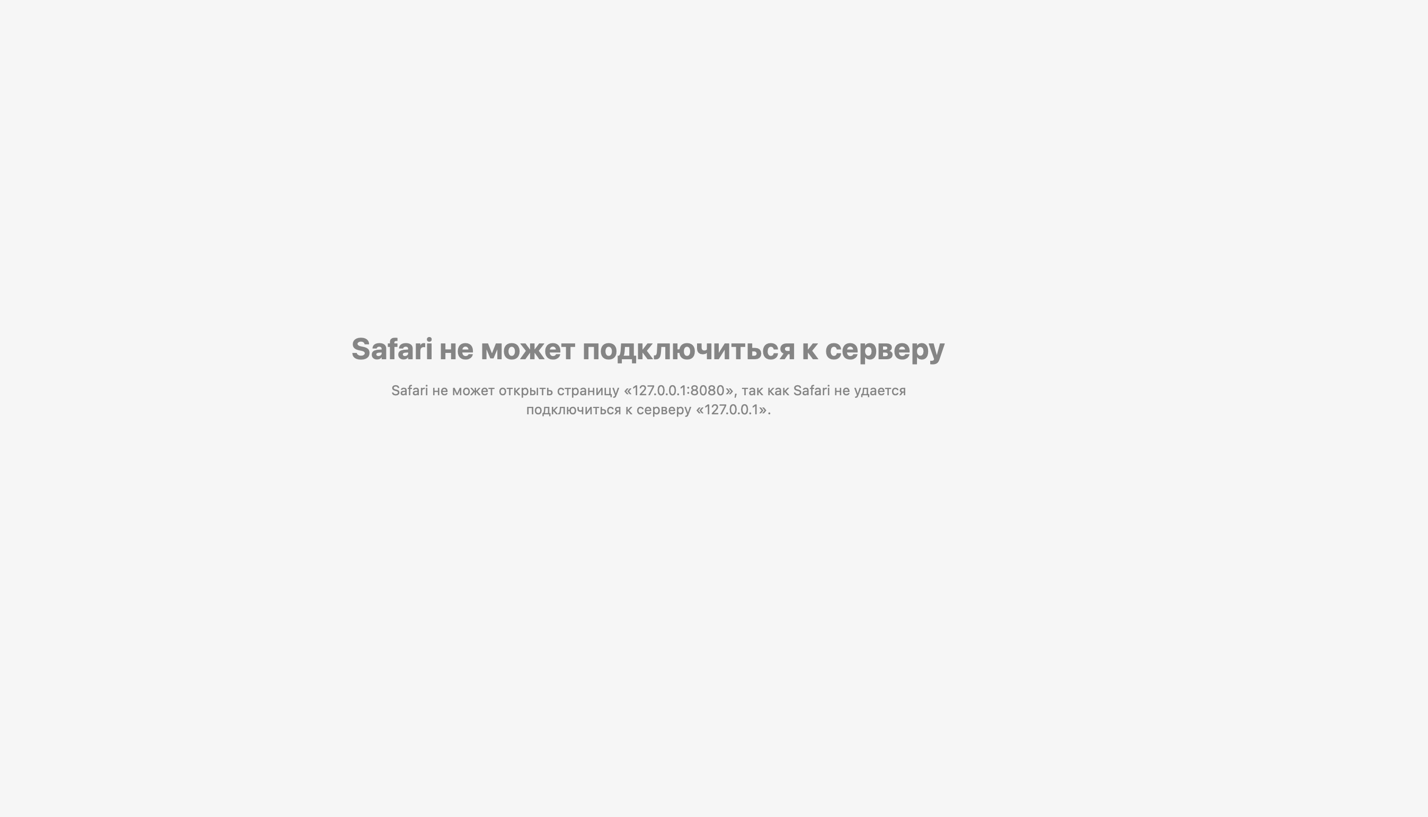 Safari не может подключиться к серверу
Safari не может открыть страницу «127.0.0.1:8080», так как Safari не удается
подключиться к серверу «127.0.0.1».